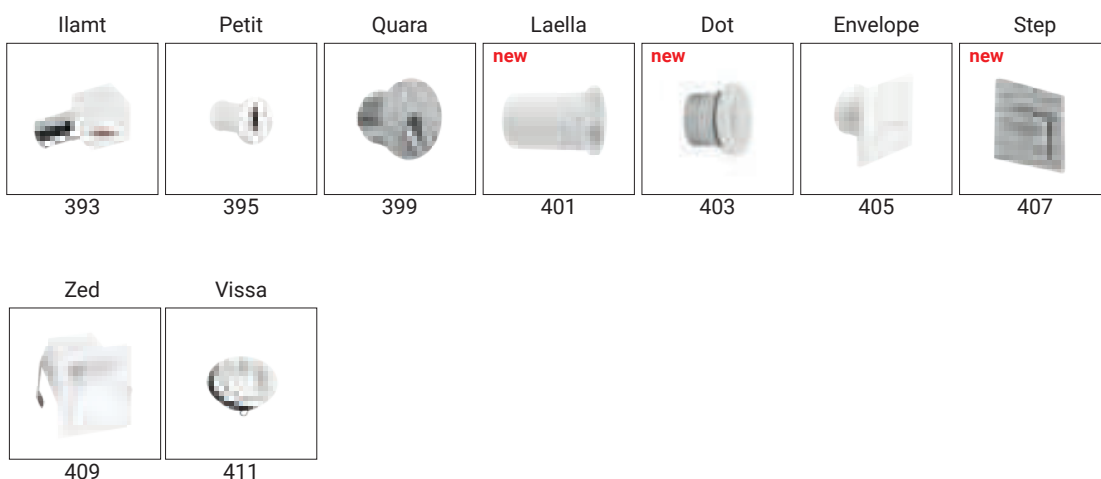 Ilamt Petit Quara Laella Dot Envelope Step
new new new
393 395 399 401 403 405 407
Zed Vissa
409 411